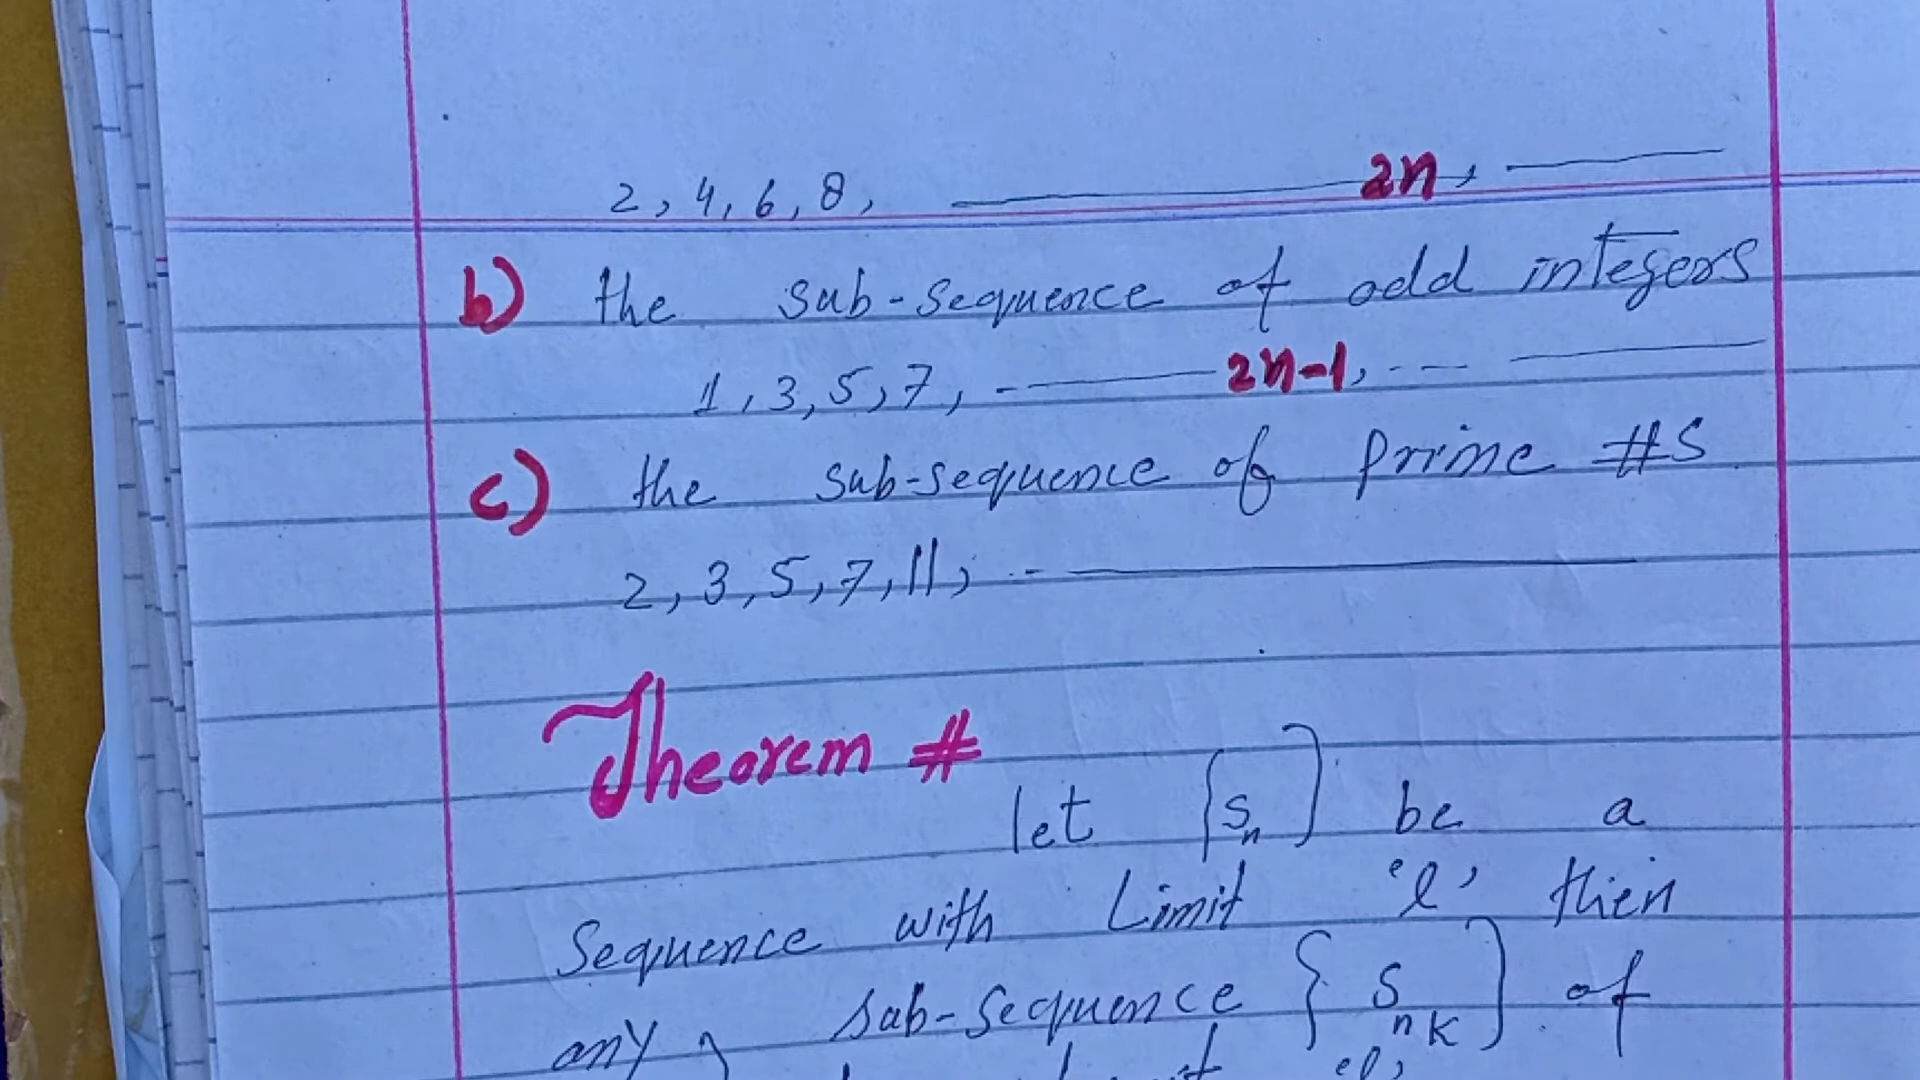 2, 4, 6, 8, ——— 2n, ———
b) the sub-sequence of odd integers
1, 3, 5, 7, ——— 2n-1, --- ———
c) the sub-sequence of prime #s
2, 3, 5, 7, 11, -- ———
Theorem #
let {Sn} be a
Sequence with Limit 'l' then
any sub-sequence {S nK} of
'l'